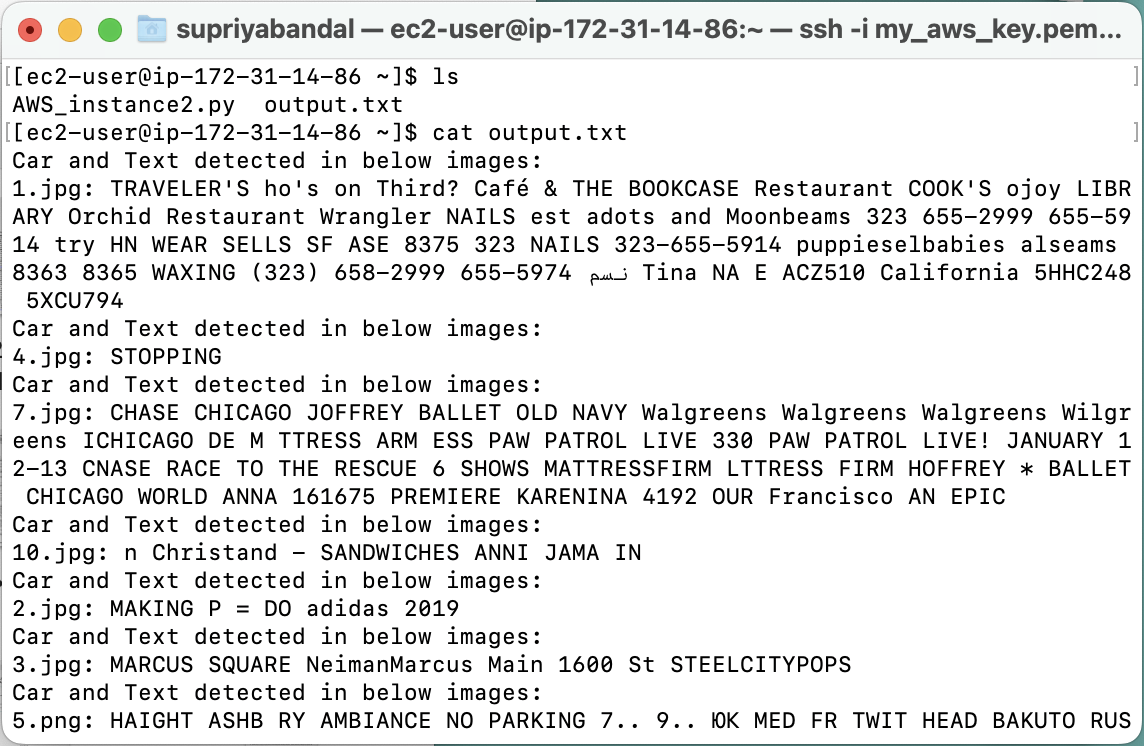 supriyabandal — ec2-user@ip-172-31-14-86:~ — ssh -i my_aws_key.pem...
[[ec2-user@ip-172-31-14-86 ~]$ ls ]
AWS_instance2.py  output.txt
[[ec2-user@ip-172-31-14-86 ~]$ cat output.txt ]
Car and Text detected in below images:
1.jpg: TRAVELER'S ho's on Third? Café & THE BOOKCASE Restaurant COOK'S ojoy LIBR
ARY Orchid Restaurant Wrangler NAILS est adots and Moonbeams 323 655-2999 655-59
14 try HN WEAR SELLS SF ASE 8375 323 NAILS 323-655-5914 puppieselbabies alseams
8363 8365 WAXING (323) 658-2999 655-5974 نسم Tina NA E ACZ510 California 5HHC248
 5XCU794
Car and Text detected in below images:
4.jpg: STOPPING
Car and Text detected in below images:
7.jpg: CHASE CHICAGO JOFFREY BALLET OLD NAVY Walgreens Walgreens Walgreens Wilgr
eens ICHICAGO DE M TTRESS ARM ESS PAW PATROL LIVE 330 PAW PATROL LIVE! JANUARY 1
2-13 CNASE RACE TO THE RESCUE 6 SHOWS MATTRESSFIRM LTTRESS FIRM HOFFREY * BALLET
 CHICAGO WORLD ANNA 161675 PREMIERE KARENINA 4192 OUR Francisco AN EPIC
Car and Text detected in below images:
10.jpg: n Christand - SANDWICHES ANNI JAMA IN
Car and Text detected in below images:
2.jpg: MAKING P = DO adidas 2019
Car and Text detected in below images:
3.jpg: MARCUS SQUARE NeimanMarcus Main 1600 St STEELCITYPOPS
Car and Text detected in below images:
5.png: HAIGHT ASHB RY AMBIANCE NO PARKING 7.. 9.. ЮК MED FR TWIT HEAD BAKUTO RUS